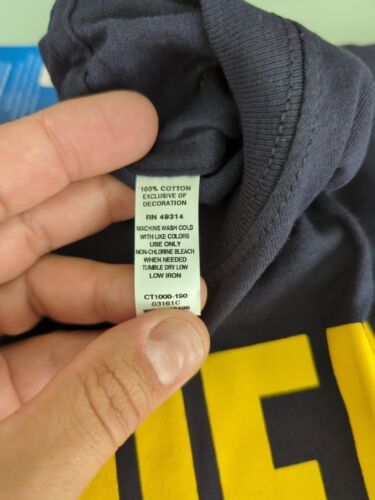 100% COTTON
EXCLUSIVE OF
DECORATION
RN 49314
MACHINE WASH COLD
WITH LIKE COLORS
USE ONLY
NON-CHLORINE BLEACH
WHEN NEEDED
TUMBLE DRY LOW
LOW IRON
CT1000-190
03161C